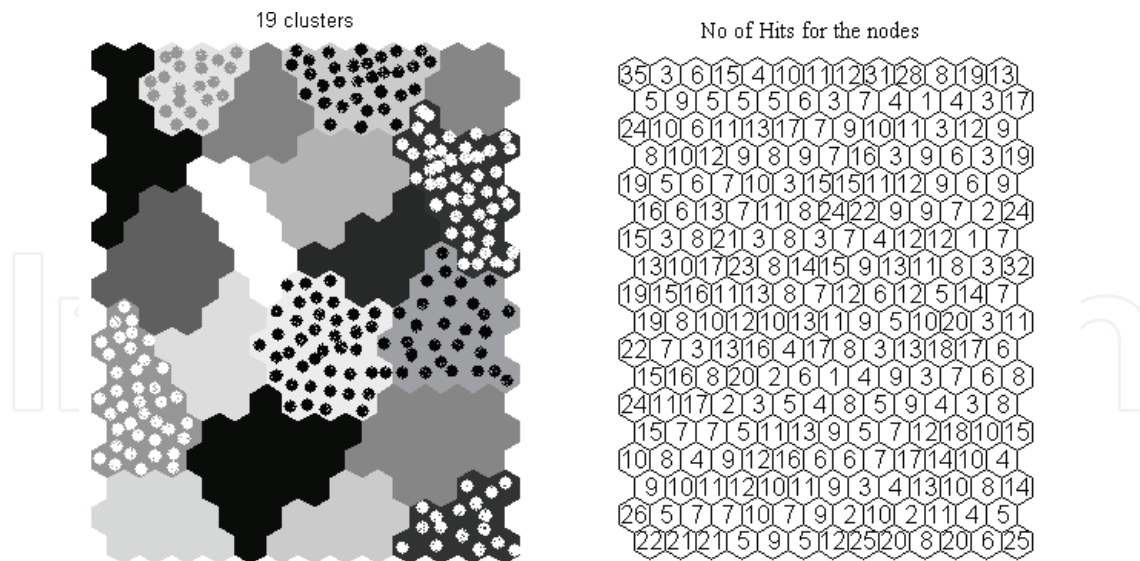 19 clusters
No of Hits for the nodes
35 3 6 15 4 10 11 12 31 28 8 19 13
5 9 5 5 5 6 3 7 4 1 4 3 17
24 10 6 11 13 17 7 9 10 11 3 12 9
8 10 12 9 8 9 7 16 3 9 6 3 19
19 5 6 7 10 3 15 15 11 12 9 6 9
16 6 13 7 11 8 24 22 9 9 7 2 24
15 3 8 21 3 8 3 7 4 12 12 1 7
13 10 17 23 8 14 15 9 13 11 8 3 32
19 15 16 11 13 8 7 12 6 12 5 14 7
19 8 10 12 10 13 11 9 5 10 20 3 11
22 7 3 13 16 4 17 8 3 13 18 17 6
15 16 8 20 2 6 1 4 9 3 7 6 8
24 11 17 2 3 5 4 8 5 9 4 3 8
15 7 7 5 11 13 9 5 7 12 18 10 15
10 8 4 9 12 16 6 6 7 17 14 10 4
9 10 11 12 10 11 9 3 4 13 10 8 14
26 5 7 7 10 7 9 2 10 2 11 4 5
22 21 21 5 9 5 12 25 20 8 20 6 25